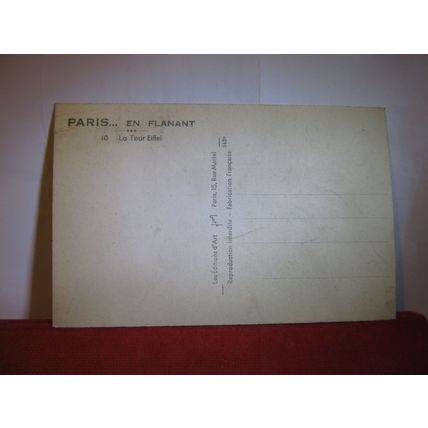 PARIS... EN FLANANT
10 La Tour Eiffel
Les Editions d'Art Paris, 15, Rue Martel
Reproduction interdite — Fabrication Française